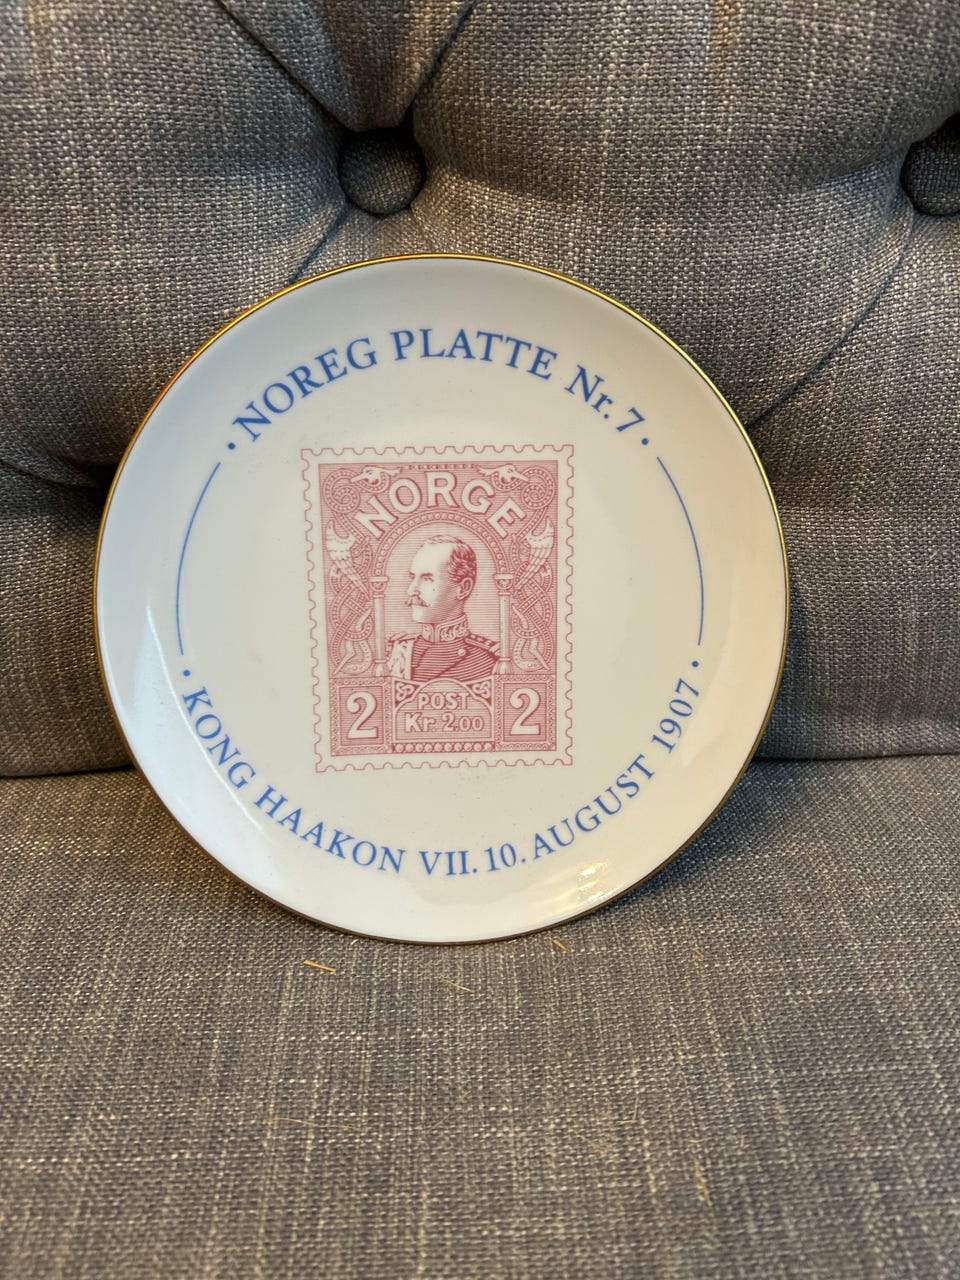 · NOREG PLATTE Nr. 7 ·
NORGE
2 POST 2
Kr 2.00
· KONG HAAKON VII. 10. AUGUST 1907 ·